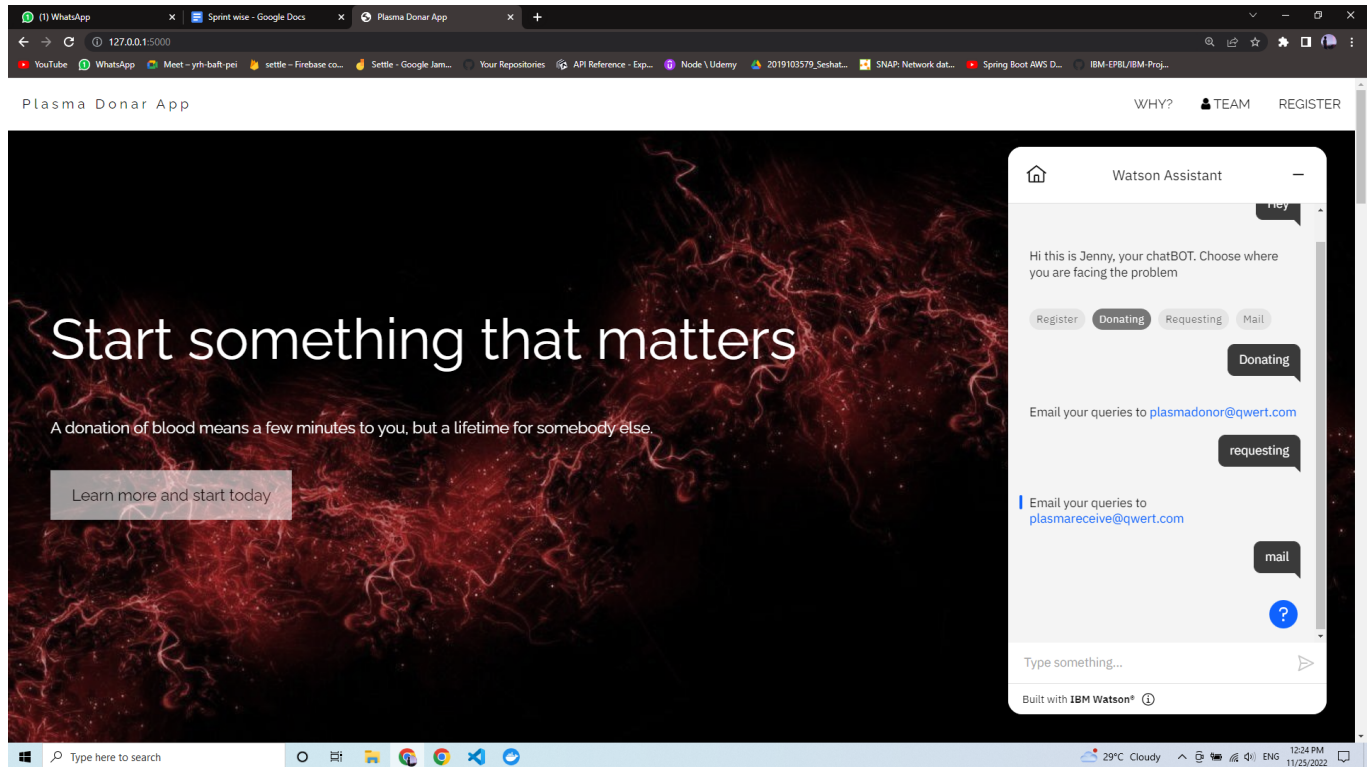 (1) WhatsApp
Sprint wise - Google Docs
Plasma Donar App
127.0.0.1:5000
YouTube
WhatsApp
Meet – yrh-baft-pei
settle – Firebase co...
Settle - Google Jam...
Your Repositories
API Reference - Exp...
Node \ Udemy
2019103579_Seshat...
SNAP: Network dat...
Spring Boot AWS D...
IBM-EPBL/IBM-Proj...
Plasma Donar App
WHY?
TEAM
REGISTER
Start something that matters
A donation of blood means a few minutes to you, but a lifetime for somebody else.
Learn more and start today
Watson Assistant
Hey
Hi this is Jenny, your chatBOT. Choose where
you are facing the problem
Register
Donating
Requesting
Mail
Donating
Email your queries to plasmadonor@qwert.com
requesting
Email your queries to
plasmareceive@qwert.com
mail
?
Type something...
Built with IBM Watson®
Type here to search
29°C Cloudy
ENG
12:24 PM
11/25/2022